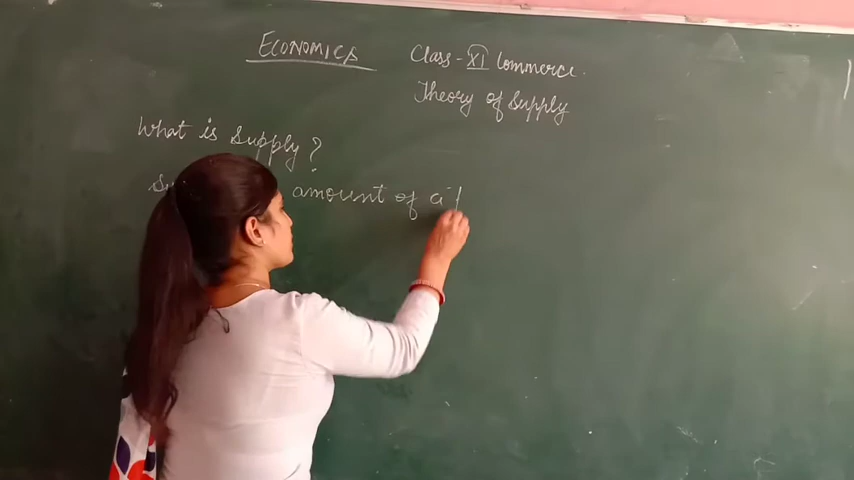 Economics Class-XI Commerce.
Theory of Supply
What is Supply?
amount of a